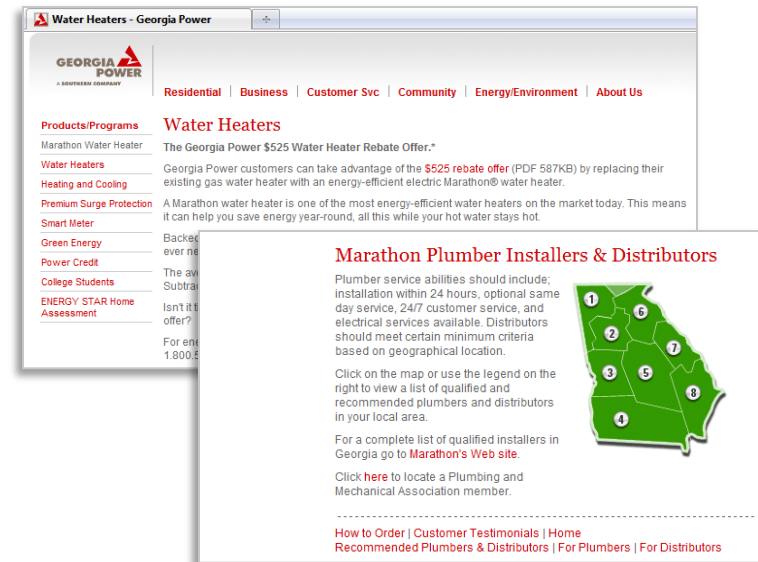 Water Heaters - Georgia Power
GEORGIA
POWER
A SOUTHERN COMPANY
Residential | Business | Customer Svc | Community | Energy/Environment | About Us
Products/Programs
Marathon Water Heater
Water Heaters
Heating and Cooling
Premium Surge Protection
Smart Meter
Green Energy
Power Credit
College Students
ENERGY STAR Home
Assessment
Water Heaters
The Georgia Power $525 Water Heater Rebate Offer.*
Georgia Power customers can take advantage of the $525 rebate offer (PDF 587KB) by replacing their
existing gas water heater with an energy-efficient electric Marathon® water heater.
A Marathon water heater is one of the most energy-efficient water heaters on the market today. This means
it can help you save energy year-round, all this while your hot water stays hot.
Backed
ever ne
The av
Subtra
Isn't it t
offer?
For ene
1.800.5
Marathon Plumber Installers & Distributors
Plumber service abilities should include;
installation within 24 hours, optional same
day service, 24/7 customer service, and
electrical services available. Distributors
should meet certain minimum criteria
based on geographical location.
Click on the map or use the legend on the
right to view a list of qualified and
recommended plumbers and distributors
in your local area.
For a complete list of qualified installers in
Georgia go to Marathon's Web site.
Click here to locate a Plumbing and
Mechanical Association member.
1
6
2
7
3
5
8
4
How to Order | Customer Testimonials | Home
Recommended Plumbers & Distributors | For Plumbers | For Distributors